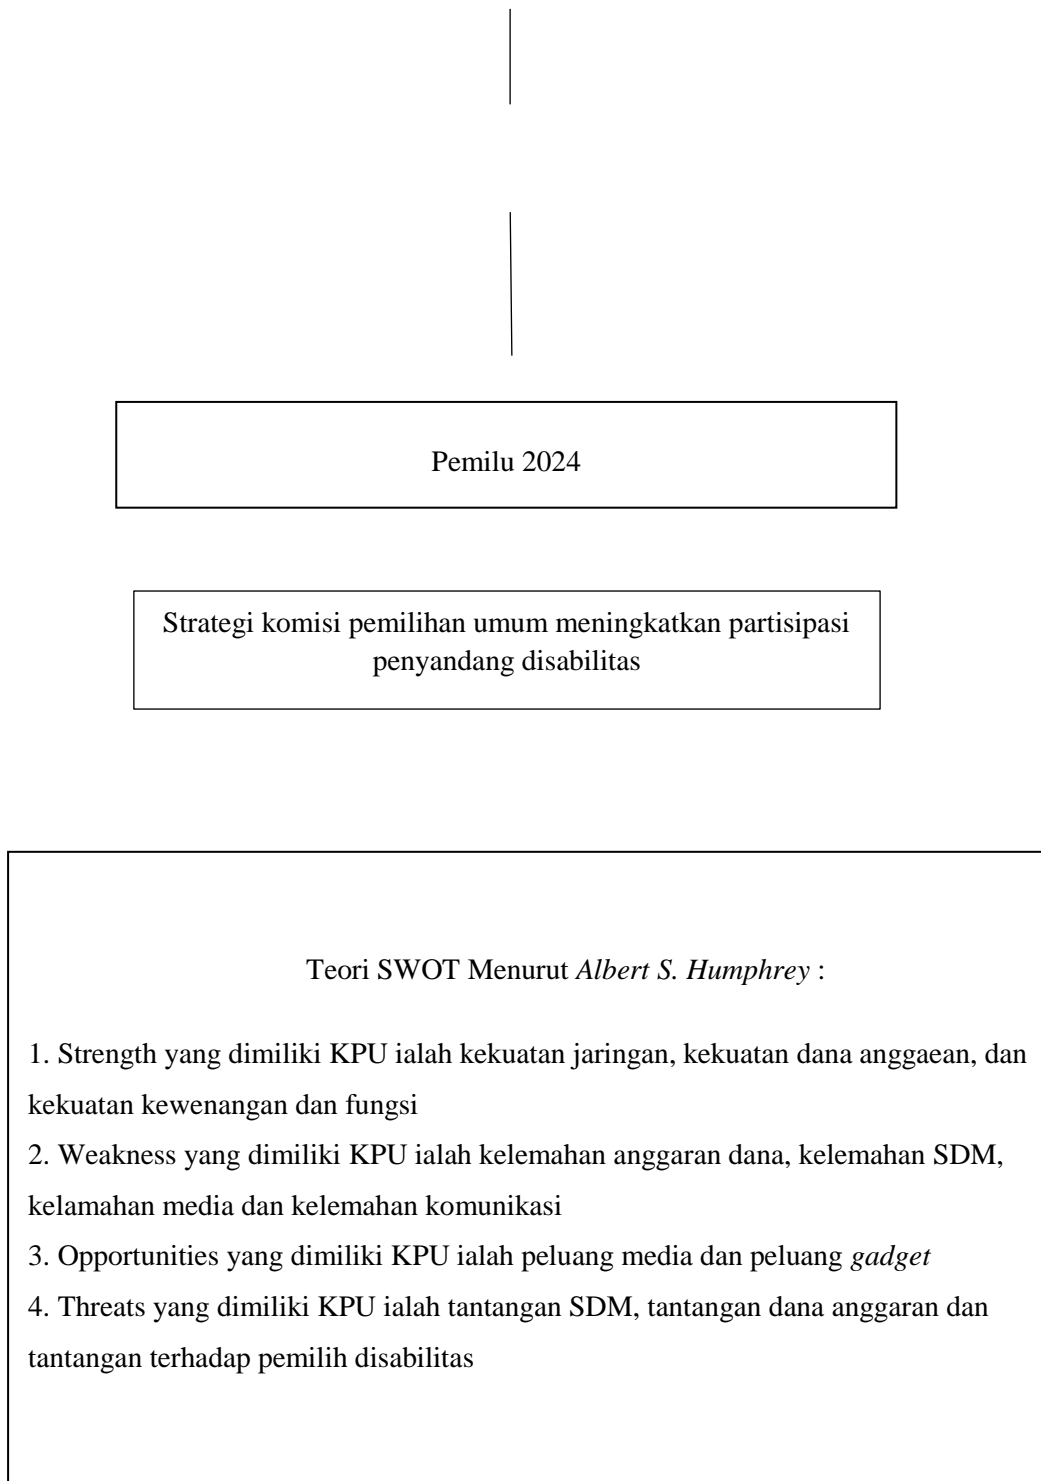 Pemilu 2024
Strategi komisi pemilihan umum meningkatkan partisipasi
penyandang disabilitas
Teori SWOT Menurut Albert S. Humphrey :
1. Strength yang dimiliki KPU ialah kekuatan jaringan, kekuatan dana anggaean, dan
kekuatan kewenangan dan fungsi
2. Weakness yang dimiliki KPU ialah kelemahan anggaran dana, kelemahan SDM,
kelamahan media dan kelemahan komunikasi
3. Opportunities yang dimiliki KPU ialah peluang media dan peluang gadget
4. Threats yang dimiliki KPU ialah tantangan SDM, tantangan dana anggaran dan
tantangan terhadap pemilih disabilitas